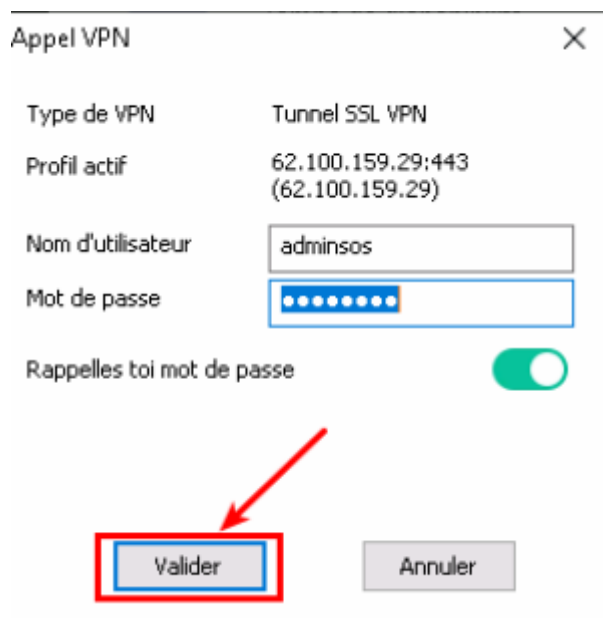 Appel VPN
Type de VPN Tunnel SSL VPN
Profil actif 62.100.159.29:443
(62.100.159.29)
Nom d'utilisateur adminsos
Mot de passe ●●●●●●●●
Rappelles toi mot de passe
Valider Annuler